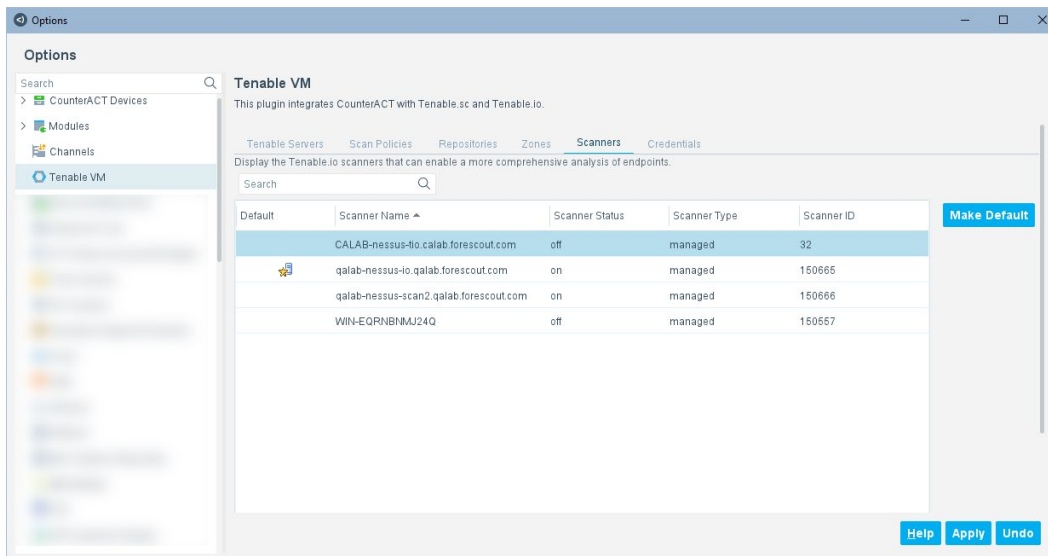 Options
Options
Search
CounterACT Devices
Modules
Channels
Tenable VM
Tenable VM
This plugin integrates CounterACT with Tenable.sc and Tenable.io.
Tenable Servers Scan Policies Repositories Zones Scanners Credentials
Display the Tenable.io scanners that can enable a more comprehensive analysis of endpoints.
Search
Default Scanner Name Scanner Status Scanner Type Scanner ID
CALAB-nessus-tio.calab.forescout.com off managed 32
qalab-nessus-io.qalab.forescout.com on managed 150665
qalab-nessus-scan2.qalab.forescout.com on managed 150666
WIN-EQRNBNMJ24Q off managed 150557
Make Default
Help Apply Undo